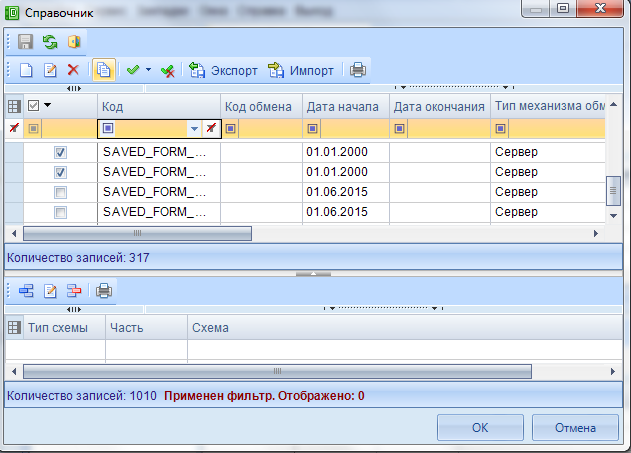 Справочник
Экспорт Импорт
Код Код обмена Дата начала Дата окончания Тип механизма обм
SAVED_FORM_... 01.01.2000 Сервер
SAVED_FORM_... 01.01.2000 Сервер
SAVED_FORM_... 01.06.2015 Сервер
SAVED_FORM_... 01.06.2015 Сервер
Количество записей: 317
Тип схемы Часть Схема
Количество записей: 1010 Применен фильтр. Отображено: 0
OK Отмена